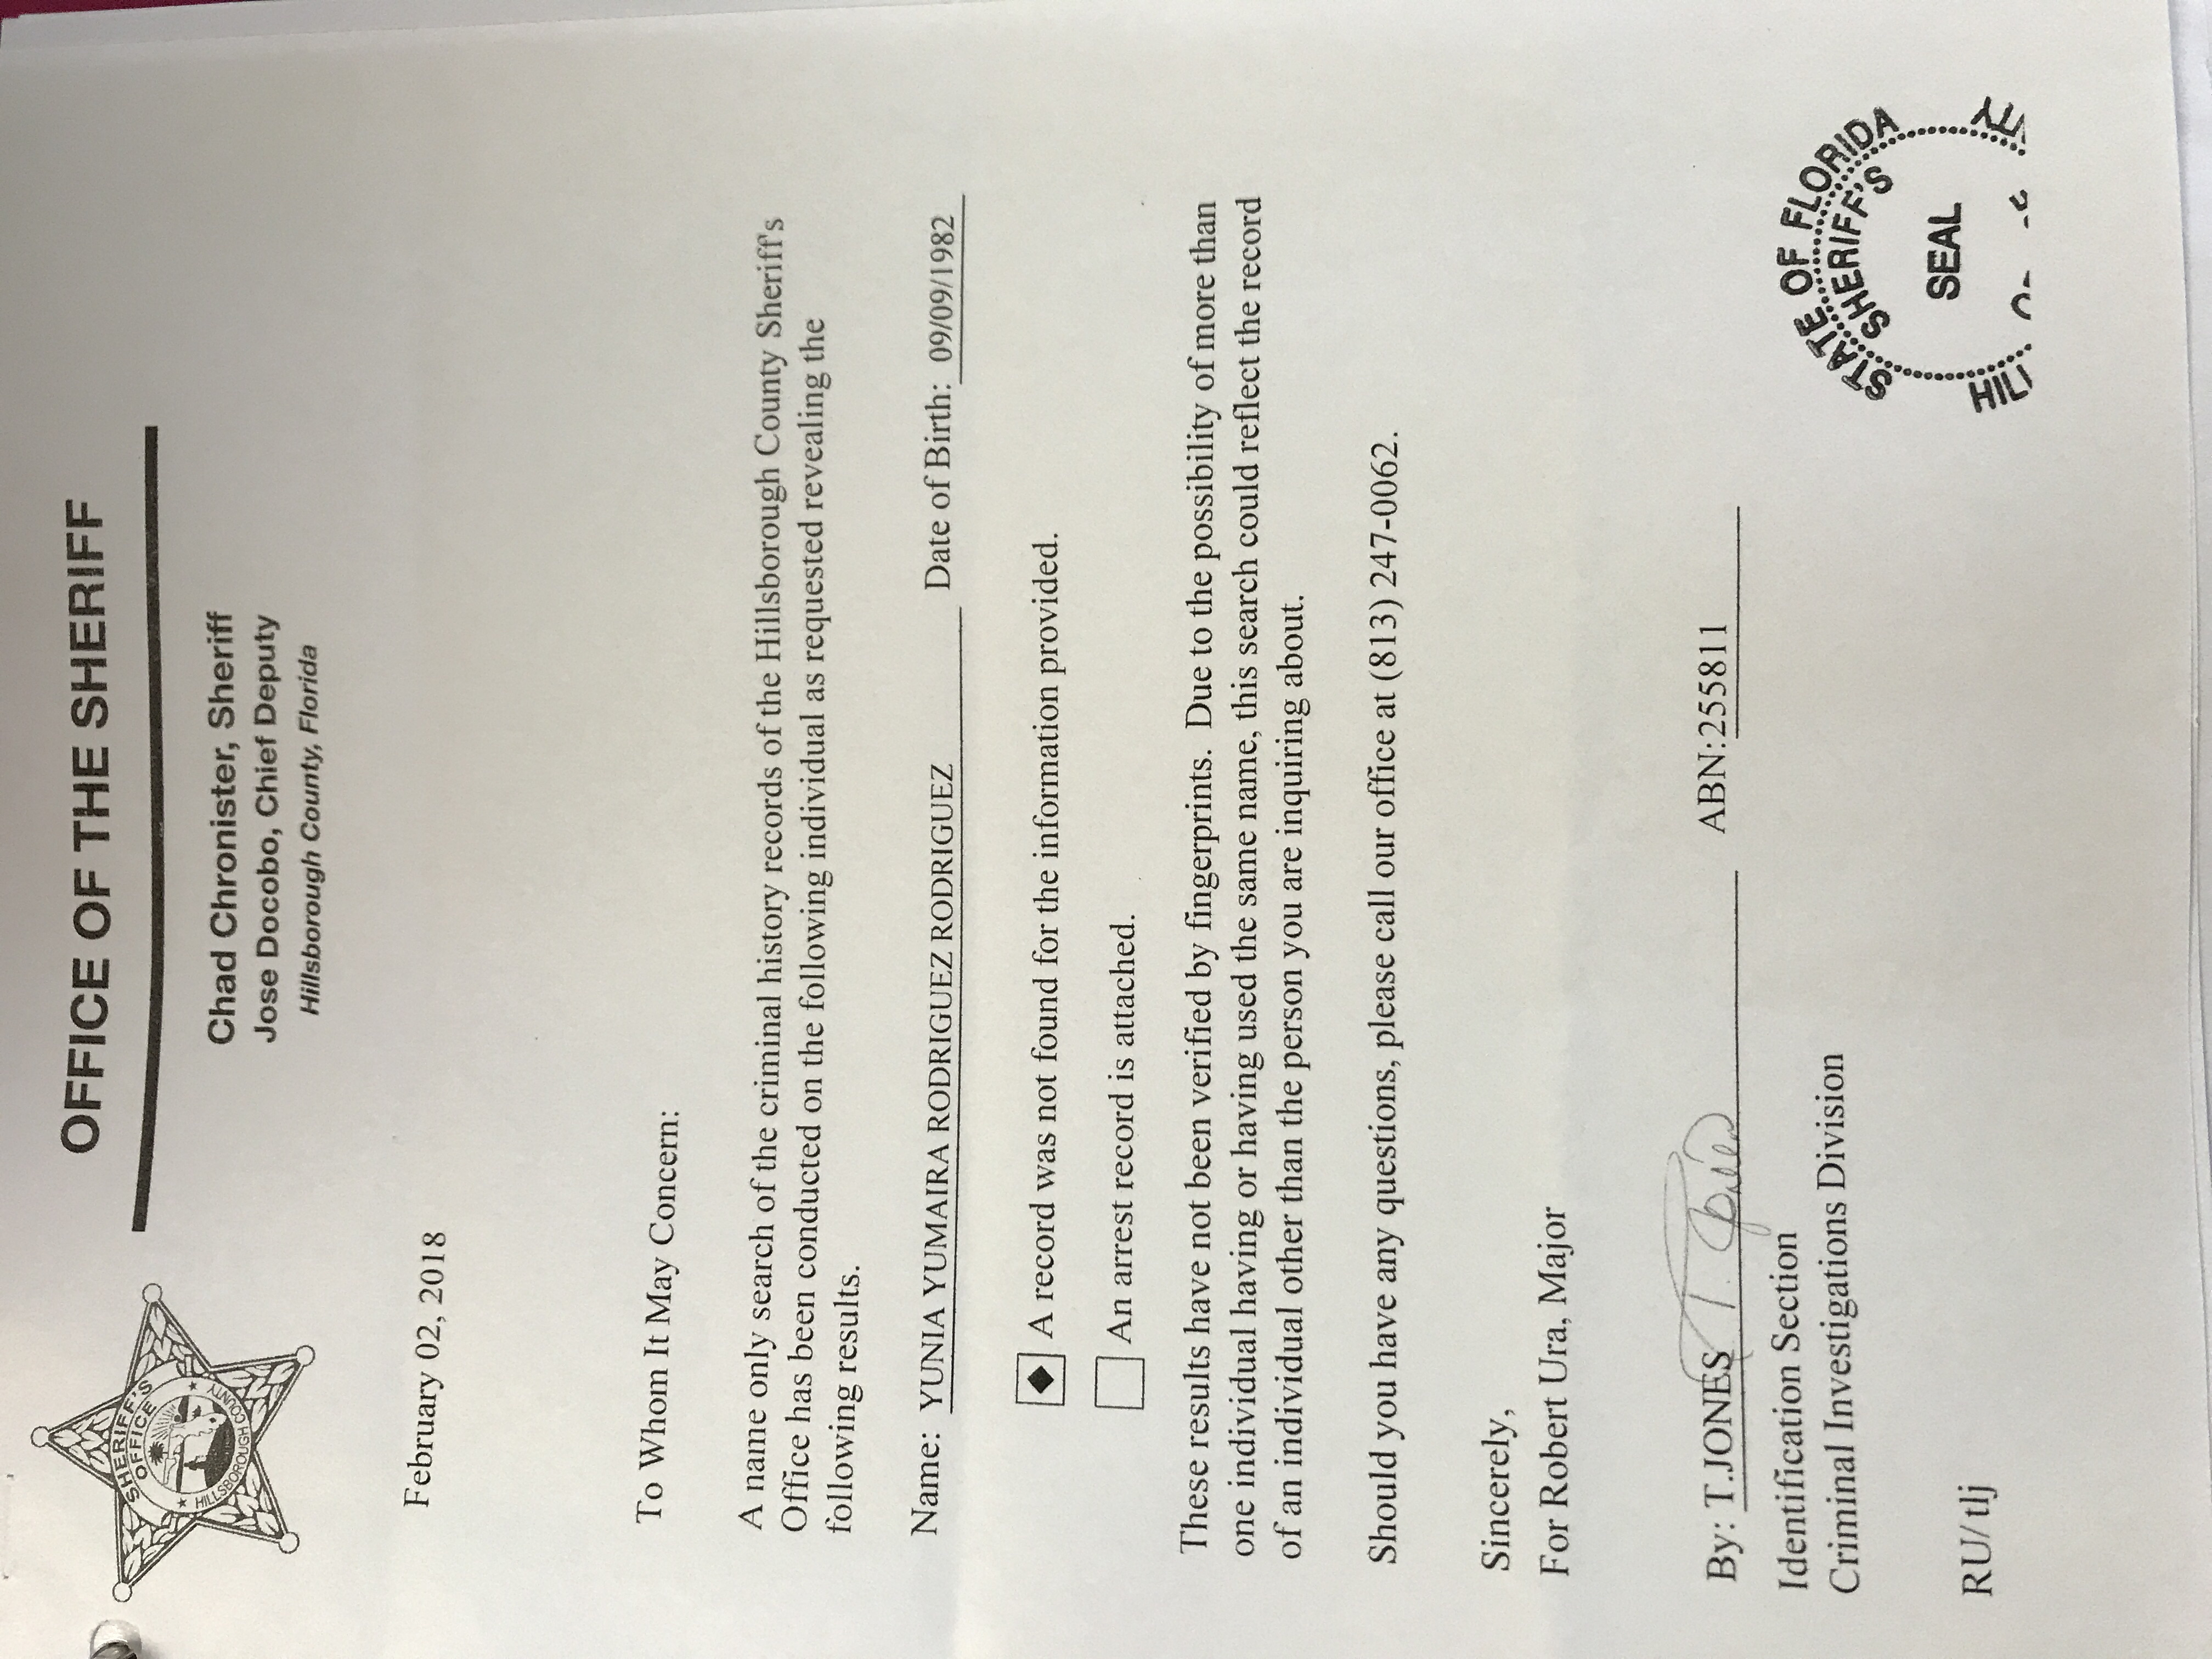 SHERIFF'S
OFFICE
HILLSBOROUGH COUNTY
OFFICE OF THE SHERIFF
Chad Chronister, Sheriff
Jose Docobo, Chief Deputy
Hillsborough County, Florida
February 02, 2018
To Whom It May Concern:
A name only search of the criminal history records of the Hillsborough County Sheriff's
Office has been conducted on the following individual as requested revealing the
following results.
Name: YUNIA YUMAIRA RODRIGUEZ RODRIGUEZ Date of Birth: 09/09/1982
A record was not found for the information provided.
An arrest record is attached.
These results have not been verified by fingerprints. Due to the possibility of more than
one individual having or having used the same name, this search could reflect the record
of an individual other than the person you are inquiring about.
Should you have any questions, please call our office at (813) 247-0062.
Sincerely,
For Robert Ura, Major
By: T.JONES T. Jones ABN:255811
Identification Section
Criminal Investigations Division
RU/ tlj
STATE OF FLORIDA
SHERIFF'S
SEAL